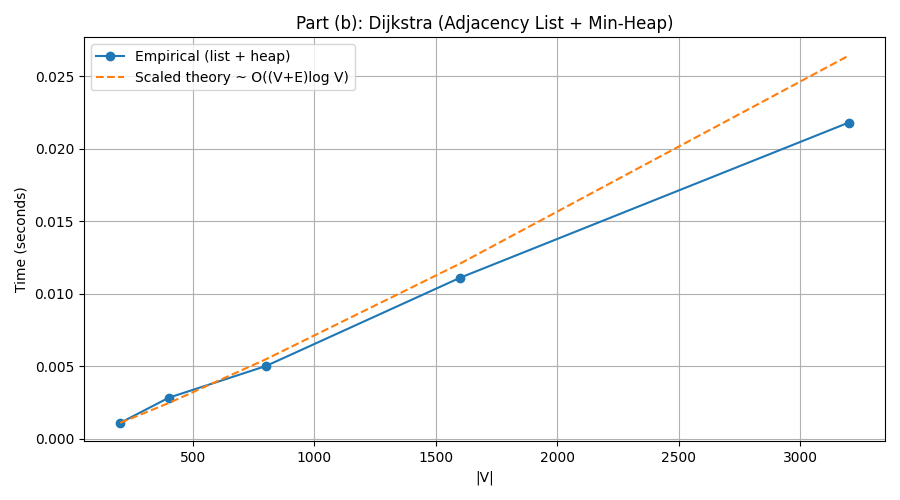 Part (b): Dijkstra (Adjacency List + Min-Heap)
Empirical (list + heap)
Scaled theory ~ O((V+E)log V)
Time (seconds)
0.025
0.020
0.015
0.010
0.005
0.000
500 1000 1500 2000 2500 3000
|V|